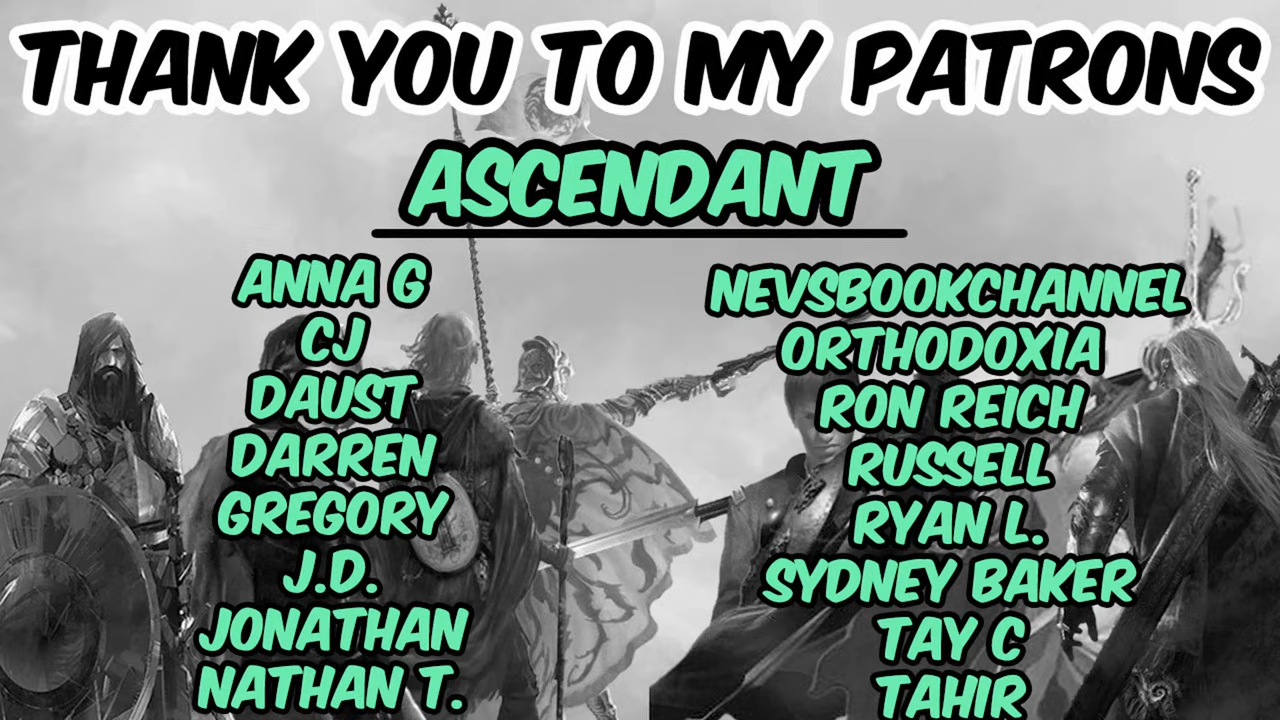 THANK YOU TO MY PATRONS
ASCENDANT
ANNA G
CJ
DAUST
DARREN
GREGORY
J.D.
JONATHAN
NATHAN T.
NEVSBOOKCHANNEL
ORTHODOXIA
RON REICH
RUSSELL
RYAN L.
SYDNEY BAKER
TAY C
TAHIR